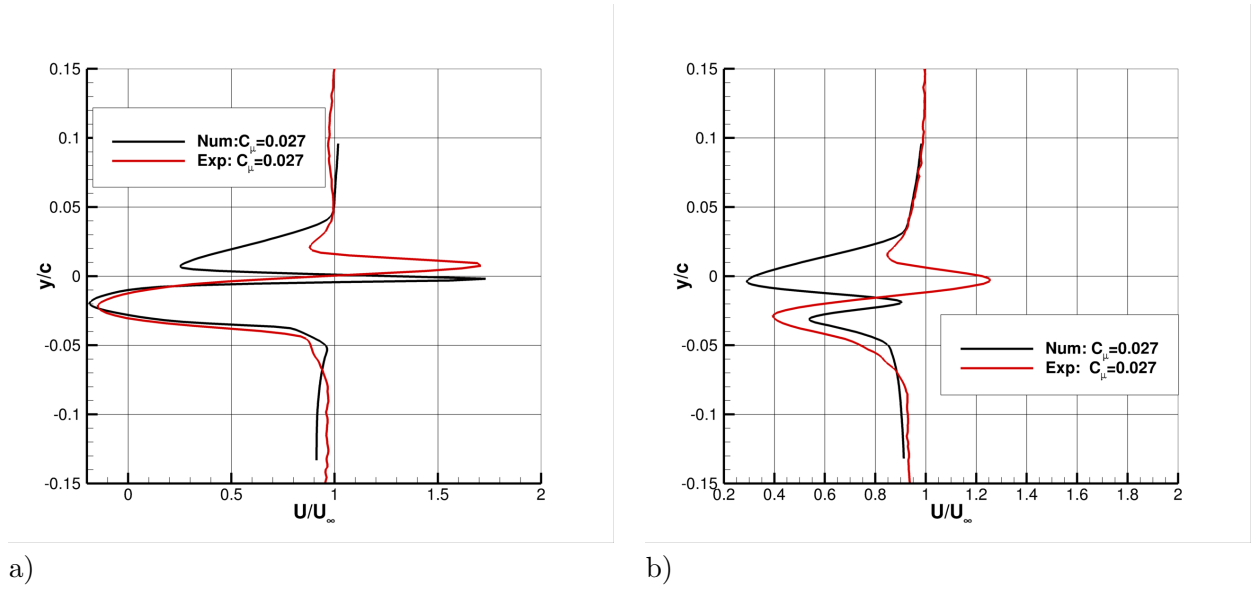 0.15
0.1
0.05
0
-0.05
-0.1
-0.15
y/c
0 0.5 1 1.5 2
U/U∞
Num:Cμ=0.027
Exp: Cμ=0.027
a)
0.15
0.1
0.05
0
-0.05
-0.1
-0.15
y/c
0.2 0.4 0.6 0.8 1 1.2 1.4 1.6 1.8 2
U/U∞
Num: Cμ=0.027
Exp: Cμ=0.027
b)